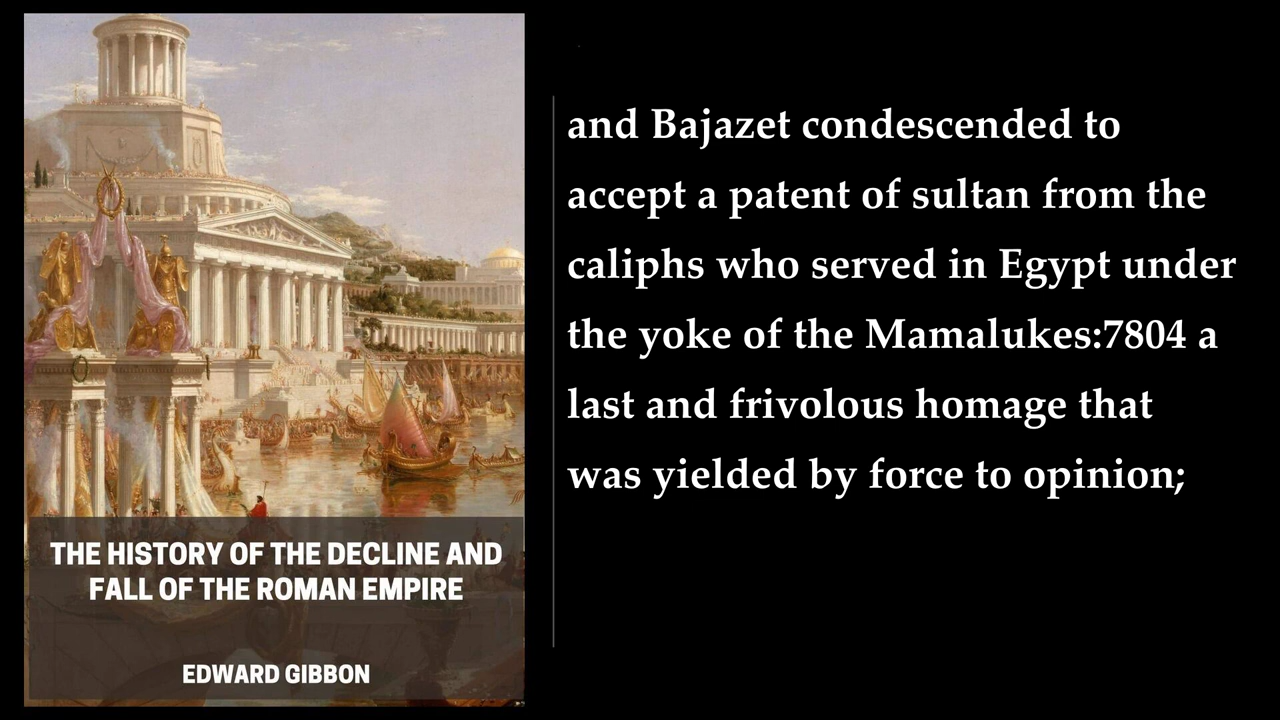 and Bajazet condescended to
accept a patent of sultan from the
caliphs who served in Egypt under
the yoke of the Mamalukes:7804 a
last and frivolous homage that
was yielded by force to opinion;
THE HISTORY OF THE DECLINE AND
FALL OF THE ROMAN EMPIRE
EDWARD GIBBON